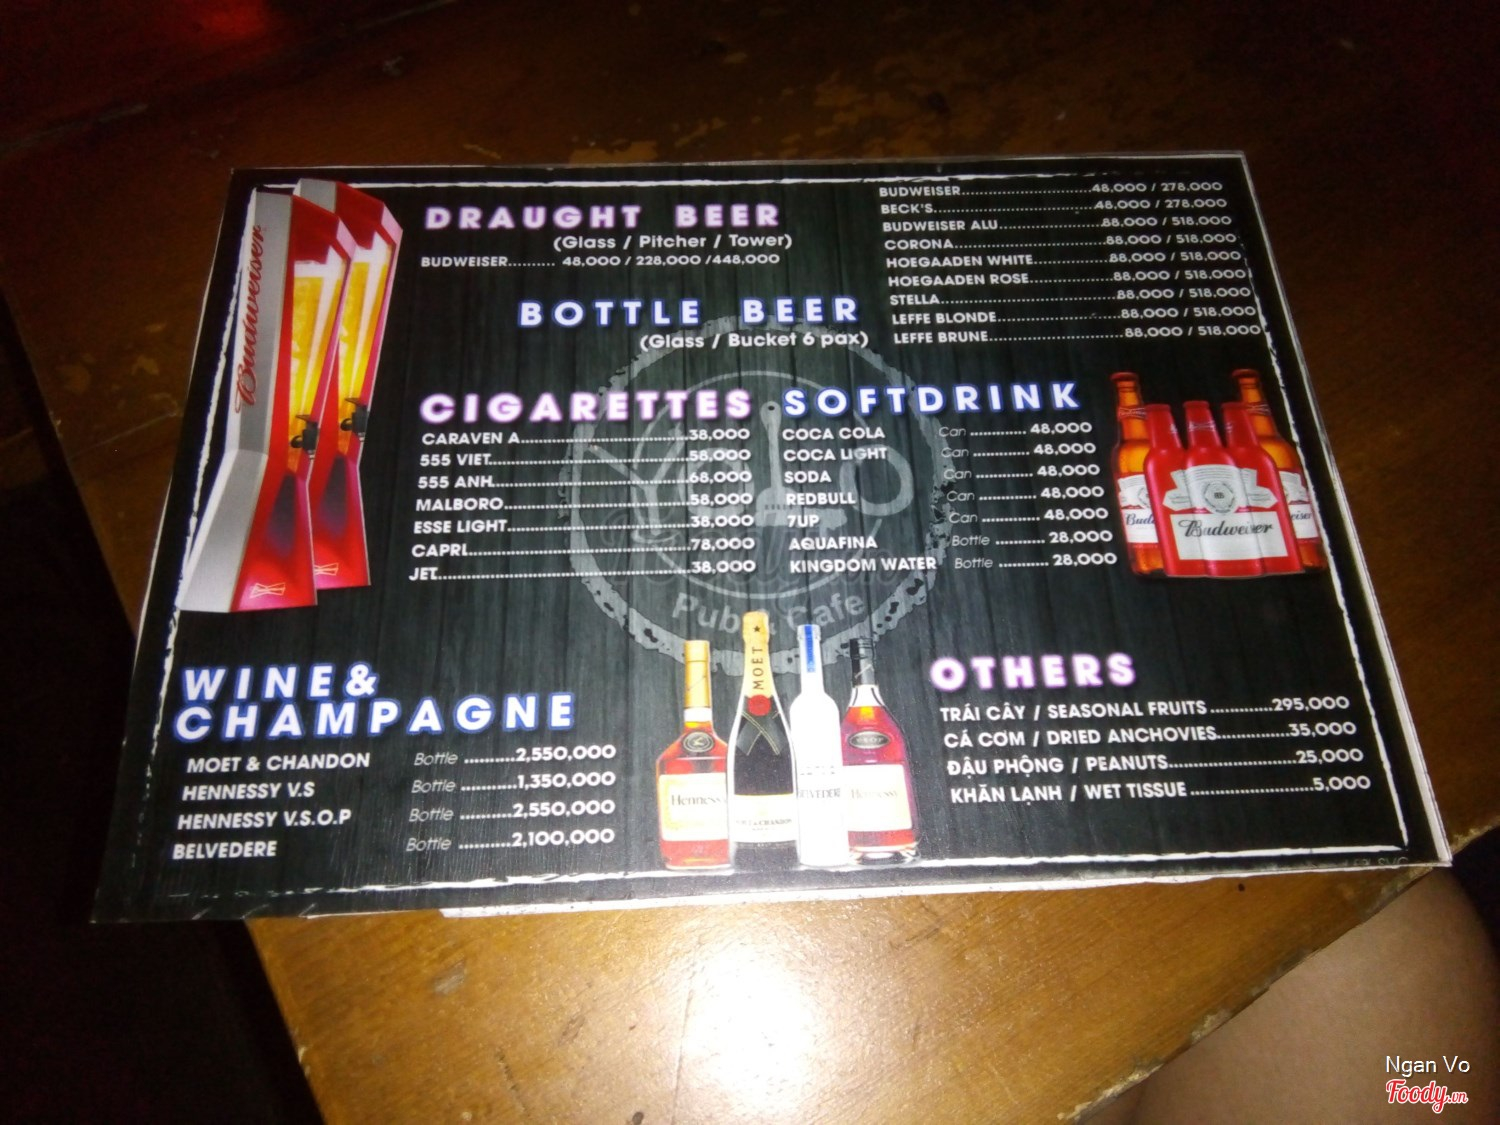 DRAUGHT BEER
(Glass / Pitcher / Tower)
BUDWEISER.......... 48,000 / 228,000 /448,000
BOTTLE BEER
(Glass / Bucket 6 pax)
BUDWEISER..............................48,000 / 278,000
BECK'S..............................48,000 / 278,000
BUDWEISER ALU........................88,000 / 518,000
CORONA..............................88,000 / 518,000
HOEGAADEN WHITE..................88,000 / 518,000
HOEGAADEN ROSE....................88,000 / 518,000
STELLA..............................88,000 / 518,000
LEFFE BLONDE..........................88,000 / 518,000
LEFFE BRUNE..............................88,000 / 518,000
CIGARETTES
CARAVEN A..............................38,000
555 VIET..............................58,000
555 ANH..............................68,000
MALBORO..............................58,000
ESSE LIGHT..............................38,000
CAPRI..............................78,000
JET..............................38,000
SOFTDRINK
COCA COLA Can ............. 48,000
COCA LIGHT Can ............. 48,000
SODA Can ............. 48,000
REDBULL Can ............. 48,000
7UP Can ............. 48,000
AQUAFINA Bottle ............ 28,000
KINGDOM WATER Bottle ............ 28,000
Pub & Cafe
WINE&
CHAMPAGNE
MOET & CHANDON Bottle ..........2,550,000
HENNESSY V.S Bottle ..........1,350,000
HENNESSY V.S.O.P Bottle ..........2,550,000
BELVEDERE Bottle ..........2,100,000
OTHERS
TRÁI CÂY / SEASONAL FRUITS ............295,000
CÁ CƠM / DRIED ANCHOVIES..............35,000
ĐẬU PHỘNG / PEANUTS........................25,000
KHĂN LẠNH / WET TISSUE ........................5,000
Budweiser
Budweiser
MOET
Hennessy
BELVEDERE
Hennessy
Ngan Vo
Foody.vn